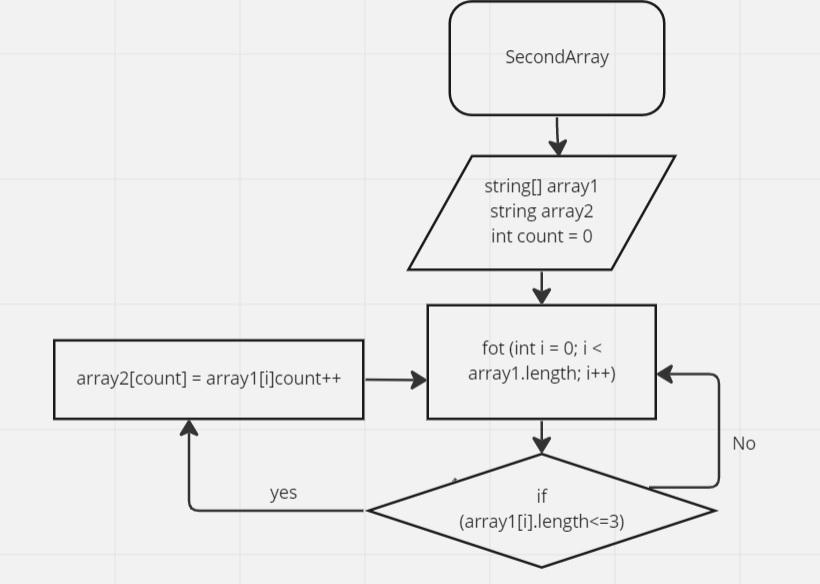 SecondArray
string[] array1
string array2
int count = 0
fot (int i = 0; i <
array1.length; i++)
array2[count] = array1[i]count++
No
yes
if
(array1[i].length<=3)